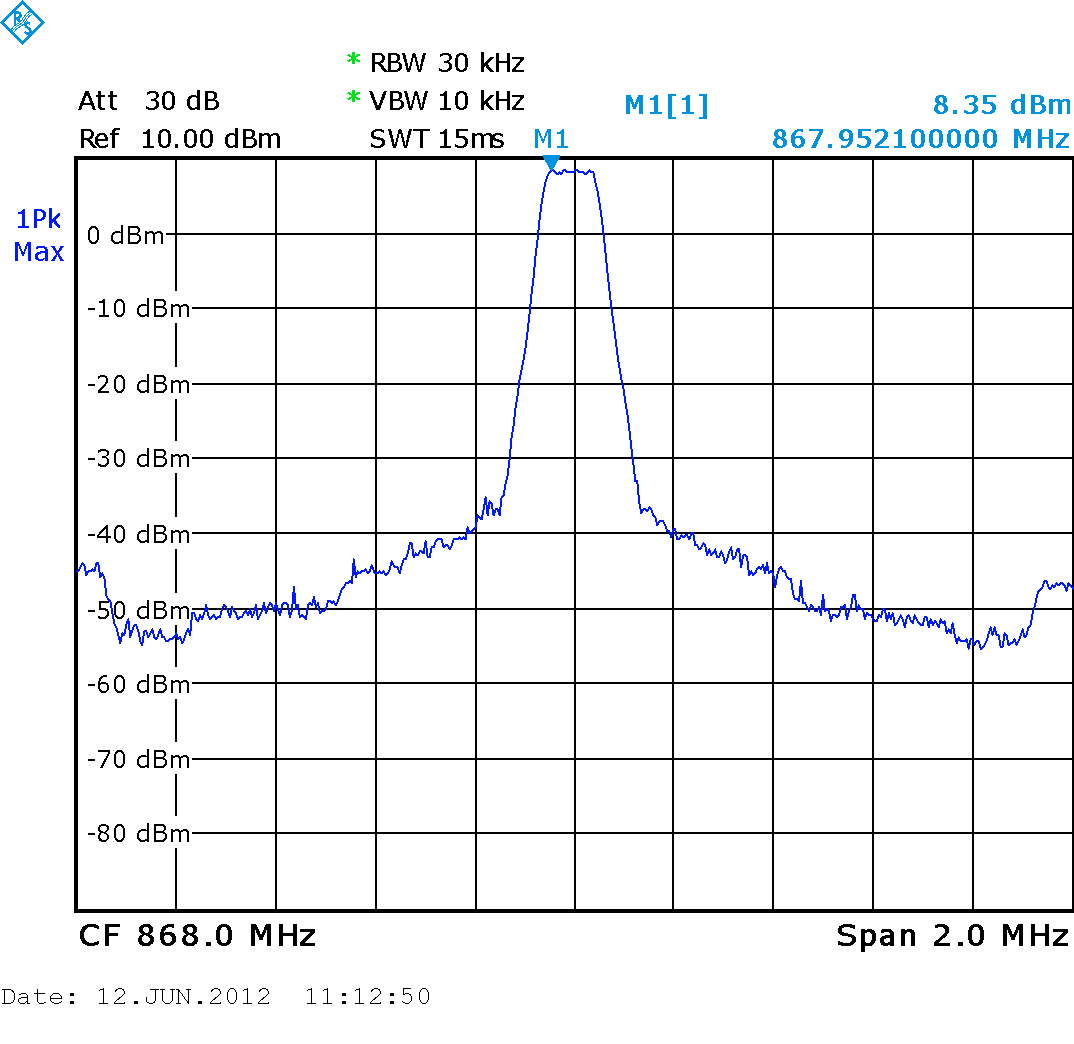 R&S
* RBW 30 kHz
Att 30 dB * VBW 10 kHz M1[1] 8.35 dBm
Ref 10.00 dBm SWT 15ms M1 867.952100000 MHz
1Pk
Max
0 dBm
-10 dBm
-20 dBm
-30 dBm
-40 dBm
-50 dBm
-60 dBm
-70 dBm
-80 dBm
CF 868.0 MHz Span 2.0 MHz
Date: 12.JUN.2012 11:12:50